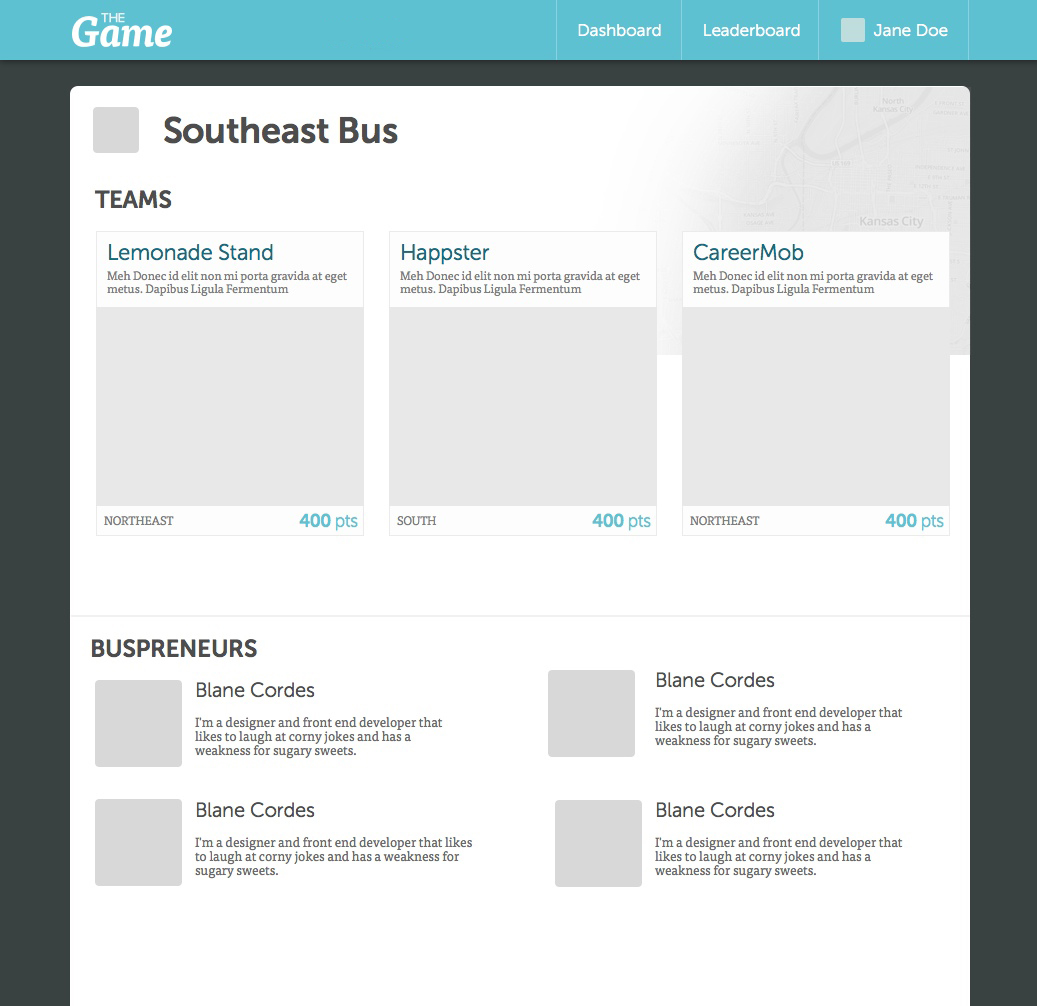 THE
Game
Dashboard
Leaderboard
Jane Doe
Southeast Bus
North
Kansas City
Kansas City
TEAMS
Lemonade Stand
Meh Donec id elit non mi porta gravida at eget
metus. Dapibus Ligula Fermentum
NORTHEAST
400 pts
Happster
Meh Donec id elit non mi porta gravida at eget
metus. Dapibus Ligula Fermentum
SOUTH
400 pts
CareerMob
Meh Donec id elit non mi porta gravida at eget
metus. Dapibus Ligula Fermentum
NORTHEAST
400 pts
BUSPRENEURS
Blane Cordes
I'm a designer and front end developer that
likes to laugh at corny jokes and has a
weakness for sugary sweets.
Blane Cordes
I'm a designer and front end developer that
likes to laugh at corny jokes and has a
weakness for sugary sweets.
Blane Cordes
I'm a designer and front end developer that likes
to laugh at corny jokes and has a weakness for
sugary sweets.
Blane Cordes
I'm a designer and front end developer that
likes to laugh at corny jokes and has a
weakness for sugary sweets.